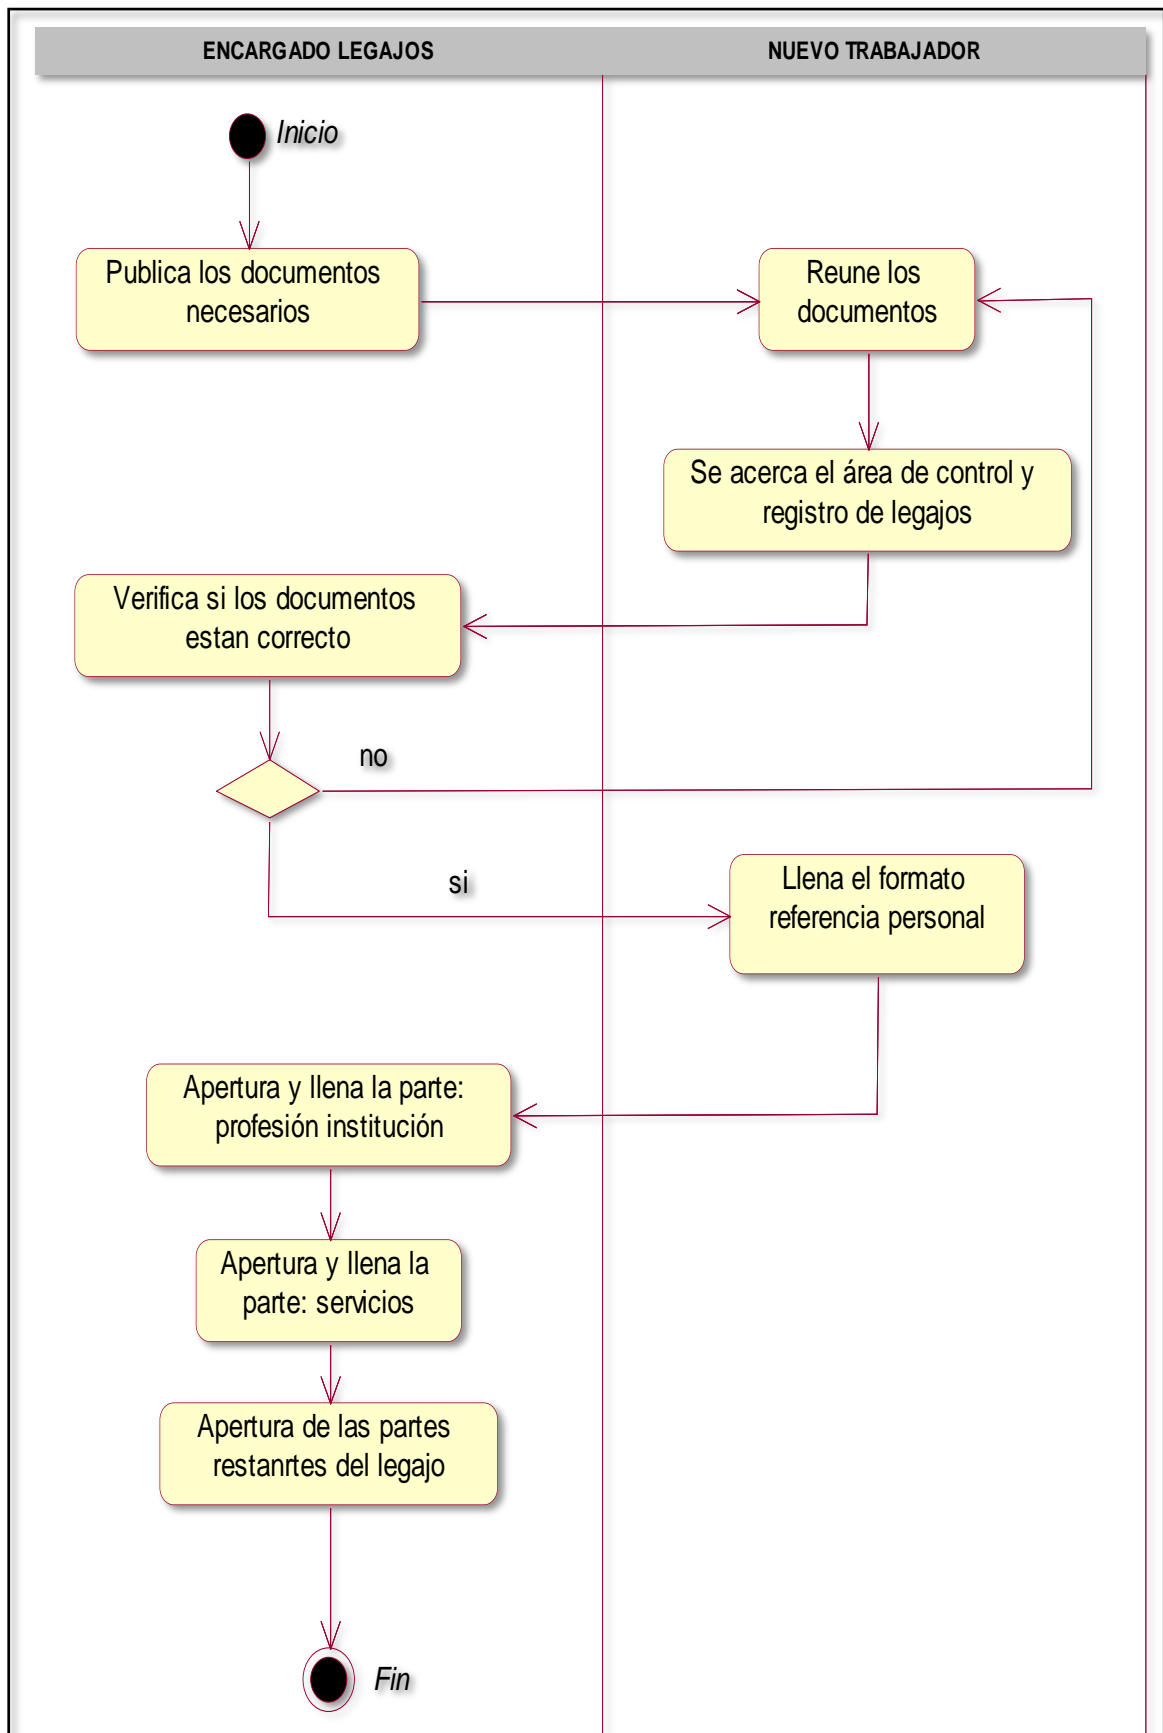 ENCARGADO LEGAJOS
NUEVO TRABAJADOR
Inicio
Publica los documentos
necesarios
Reune los
documentos
Se acerca el área de control y
registro de legajos
Verifica si los documentos
estan correcto
no
si
Llena el formato
referencia personal
Apertura y llena la parte:
profesión institución
Apertura y llena la
parte: servicios
Apertura de las partes
restanrtes del legajo
Fin